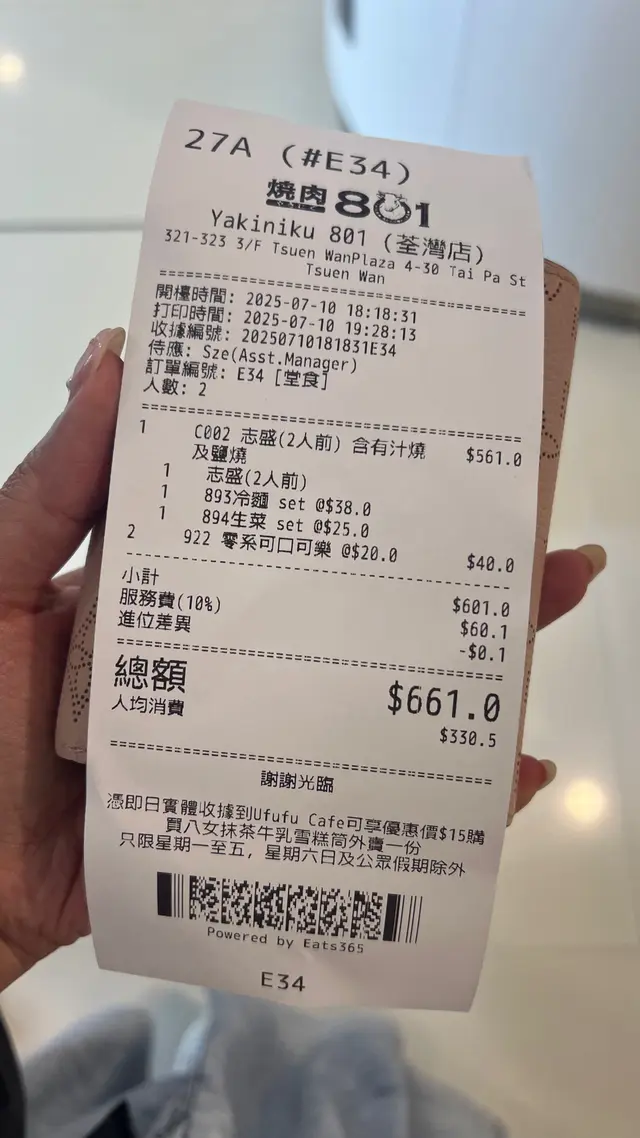 27A (#E34)
燒肉801
Yakiniku 801 (荃灣店)
321-323 3/F Tsuen WanPlaza 4-30 Tai Pa St
Tsuen Wan
開檯時間: 2025-07-10 18:18:31
打印時間: 2025-07-10 19:28:13
收據編號: 20250710181831E34
侍應: Sze(Asst.Manager)
訂單編號: E34 [堂食]
人數: 2
1 C002 志盛(2人前) 含有汁燒 $561.0
及鹽燒
1 志盛(2人前)
1 893冷麵 set @$38.0
1 894生菜 set @$25.0
2 922 零系可口可樂 @$20.0 $40.0
小計 $601.0
服務費(10%) $60.1
進位差異 -$0.1
總額 $661.0
人均消費 $330.5
謝謝光臨
憑即日實體收據到Ufufu Cafe可享優惠價$15購
買八女抹茶牛乳雪糕筒外賣一份
只限星期一至五, 星期六日及公眾假期除外
Powered by Eats365
E34